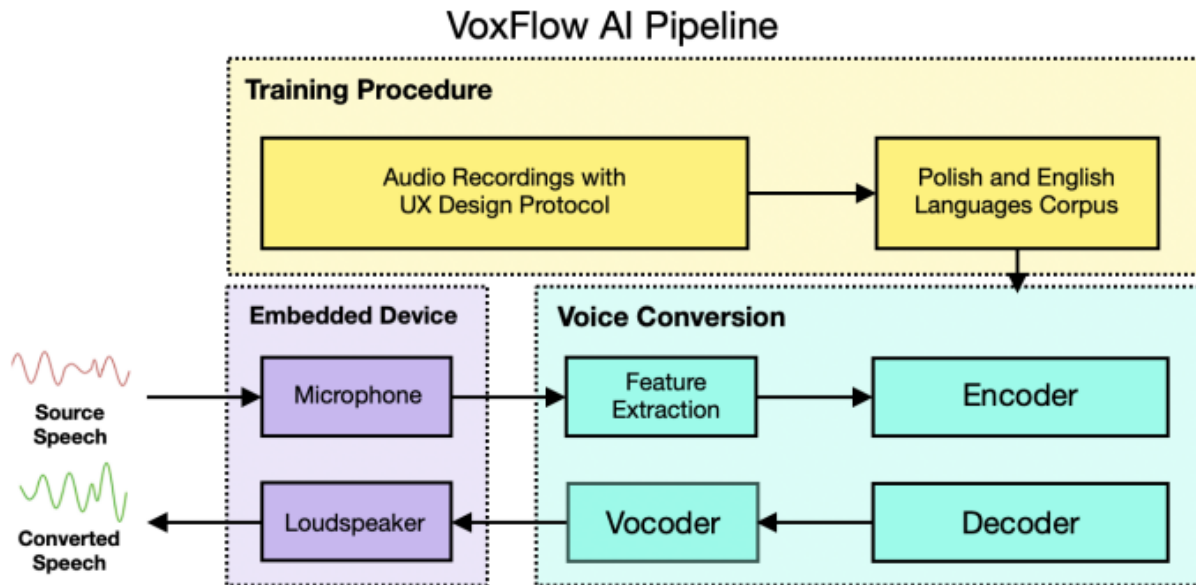 VoxFlow AI Pipeline
Training Procedure
Audio Recordings with
UX Design Protocol
Polish and English
Languages Corpus
Embedded Device
Voice Conversion
Microphone
Feature
Extraction
Encoder
Source
Speech
Loudspeaker
Vocoder
Decoder
Converted
Speech